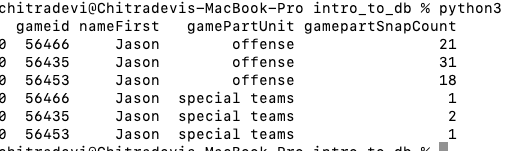 chitradevi@Chitradevis-MacBook-Pro intro_to_db % python3
gameid nameFirst gamePartUnit gamepartSnapCount
0 56466 Jason offense 21
0 56435 Jason offense 31
0 56453 Jason offense 18
0 56466 Jason special teams 1
0 56435 Jason special teams 2
0 56453 Jason special teams 1
chitradevi@Chitradevis-MacBook-Pro intro_to_db %